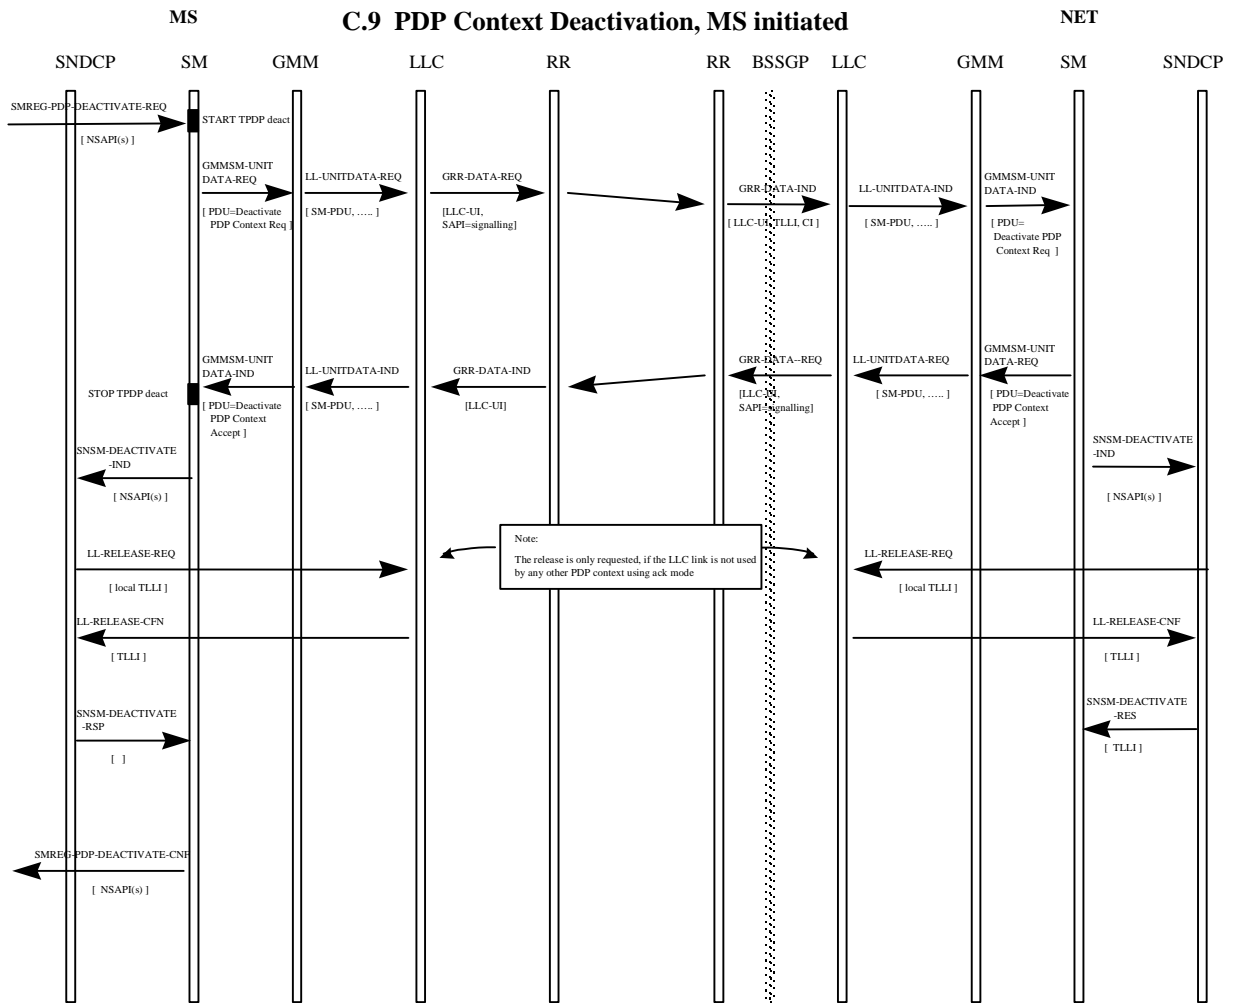 MS
C.9 PDP Context Deactivation, MS initiated
NET
SNDCP SM GMM LLC RR RR BSSGP LLC GMM SM SNDCP
SMREG-PDP-DEACTIVATE-REQ
[ NSAPI(s) ]
START TPDP deact
GMMSM-UNIT
DATA-REQ
[ PDU=Deactivate
PDP Context Req ]
LL-UNITDATA-REQ
[ SM-PDU, ..... ]
GRR-DATA-REQ
[LLC-UI,
SAPI=signalling]
GRR-DATA-IND
[ LLC-UI, TLLI, CI ]
LL-UNITDATA-IND
[ SM-PDU, ..... ]
GMMSM-UNIT
DATA-IND
[ PDU=
Deactivate PDP
Context Req ]
STOP TPDP deact
GMMSM-UNIT
DATA-IND
[ PDU=Deactivate
PDP Context
Accept ]
LL-UNITDATA-IND
[ SM-PDU, ..... ]
GRR-DATA-IND
[LLC-UI]
GRR-DATA--REQ
[LLC-UI,
SAPI=signalling]
LL-UNITDATA-REQ
[ SM-PDU, ..... ]
GMMSM-UNIT
DATA-REQ
[ PDU=Deactivate
PDP Context
Accept ]
SNSM-DEACTIVATE
-IND
[ NSAPI(s) ]
SNSM-DEACTIVATE
-IND
[ NSAPI(s) ]
Note:
The release is only requested, if the LLC link is not used
by any other PDP context using ack mode
LL-RELEASE-REQ
[ local TLLI ]
LL-RELEASE-REQ
[ local TLLI ]
LL-RELEASE-CFN
[ TLLI ]
LL-RELEASE-CNF
[ TLLI ]
SNSM-DEACTIVATE
-RSP
[ ]
SNSM-DEACTIVATE
-RES
[ TLLI ]
SMREG-PDP-DEACTIVATE-CNF
[ NSAPI(s) ]